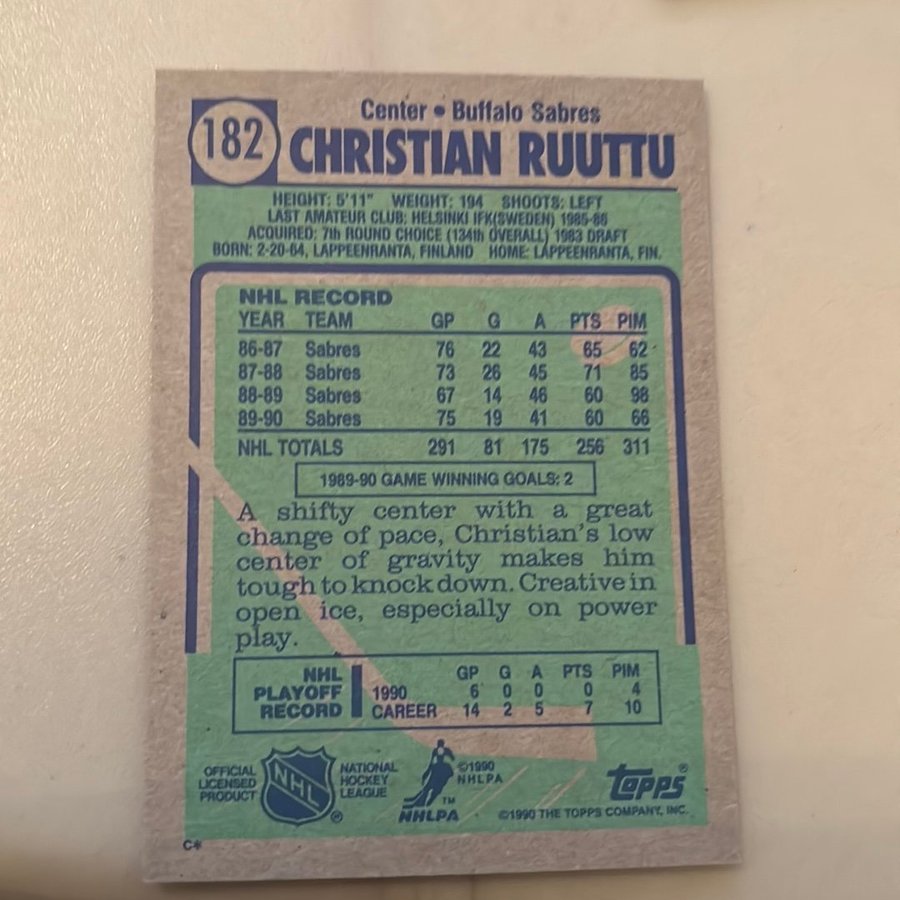 182
Center • Buffalo Sabres
CHRISTIAN RUUTTU
HEIGHT: 5'11" WEIGHT: 194 SHOOTS: LEFT
LAST AMATEUR CLUB: HELSINKI IFK(SWEDEN) 1985-86
ACQUIRED: 7th ROUND CHOICE (134th OVERALL) 1983 DRAFT
BORN: 2-20-64, LAPPEENRANTA, FINLAND HOME: LAPPEENRANTA, FIN.
NHL RECORD
YEAR TEAM GP G A PTS PIM
86-87 Sabres 76 22 43 65 62
87-88 Sabres 73 26 45 71 85
88-89 Sabres 67 14 46 60 98
89-90 Sabres 75 19 41 60 66
NHL TOTALS 291 81 175 256 311
1989-90 GAME WINNING GOALS: 2
A shifty center with a great
change of pace, Christian's low
center of gravity makes him
tough to knock down. Creative in
open ice, especially on power
play.
NHL PLAYOFF RECORD
GP G A PTS PIM
1990 6 0 0 0 4
CAREER 14 2 5 7 10
OFFICIAL
LICENSED
PRODUCT
NHL
®
NATIONAL
HOCKEY
LEAGUE
TM
NHLPA
©1990
NHLPA
Topps®
©1990 THE TOPPS COMPANY, INC.
C*